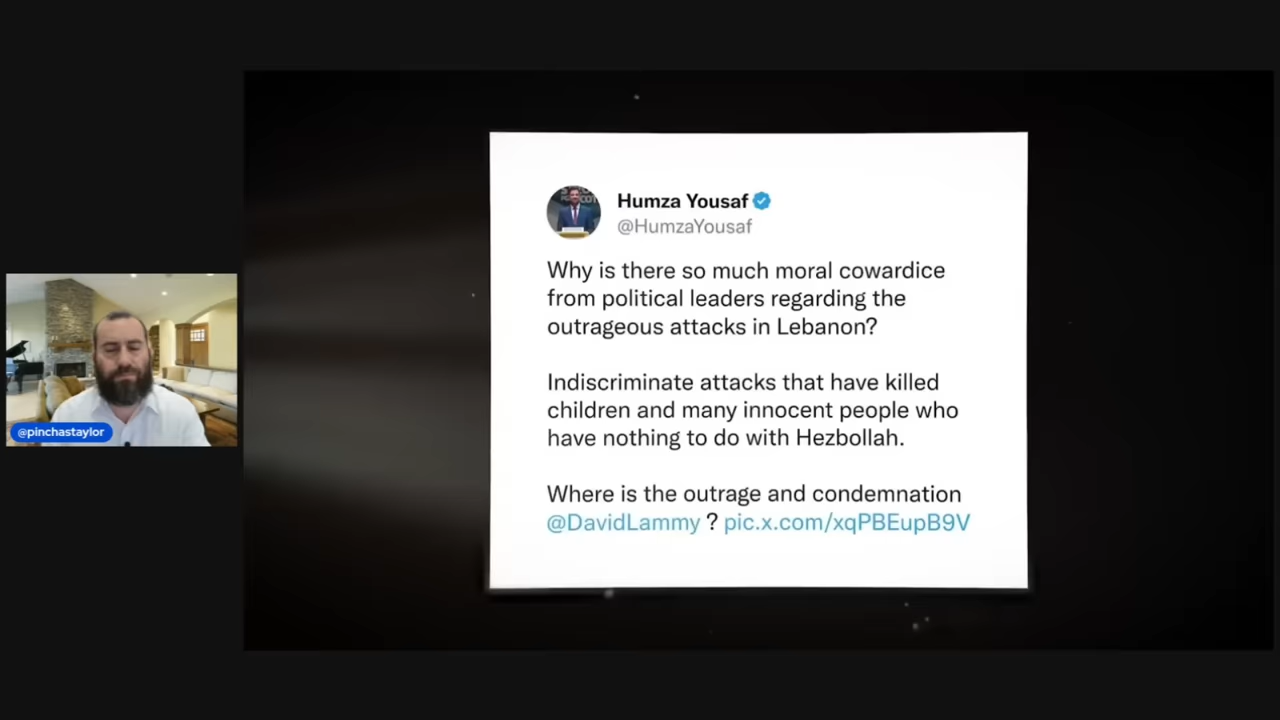 Humza Yousaf
@HumzaYousaf
Why is there so much moral cowardice
from political leaders regarding the
outrageous attacks in Lebanon?
Indiscriminate attacks that have killed
children and many innocent people who
have nothing to do with Hezbollah.
Where is the outrage and condemnation
@DavidLammy ? pic.x.com/xqPBEupB9V
@pinchastaylor